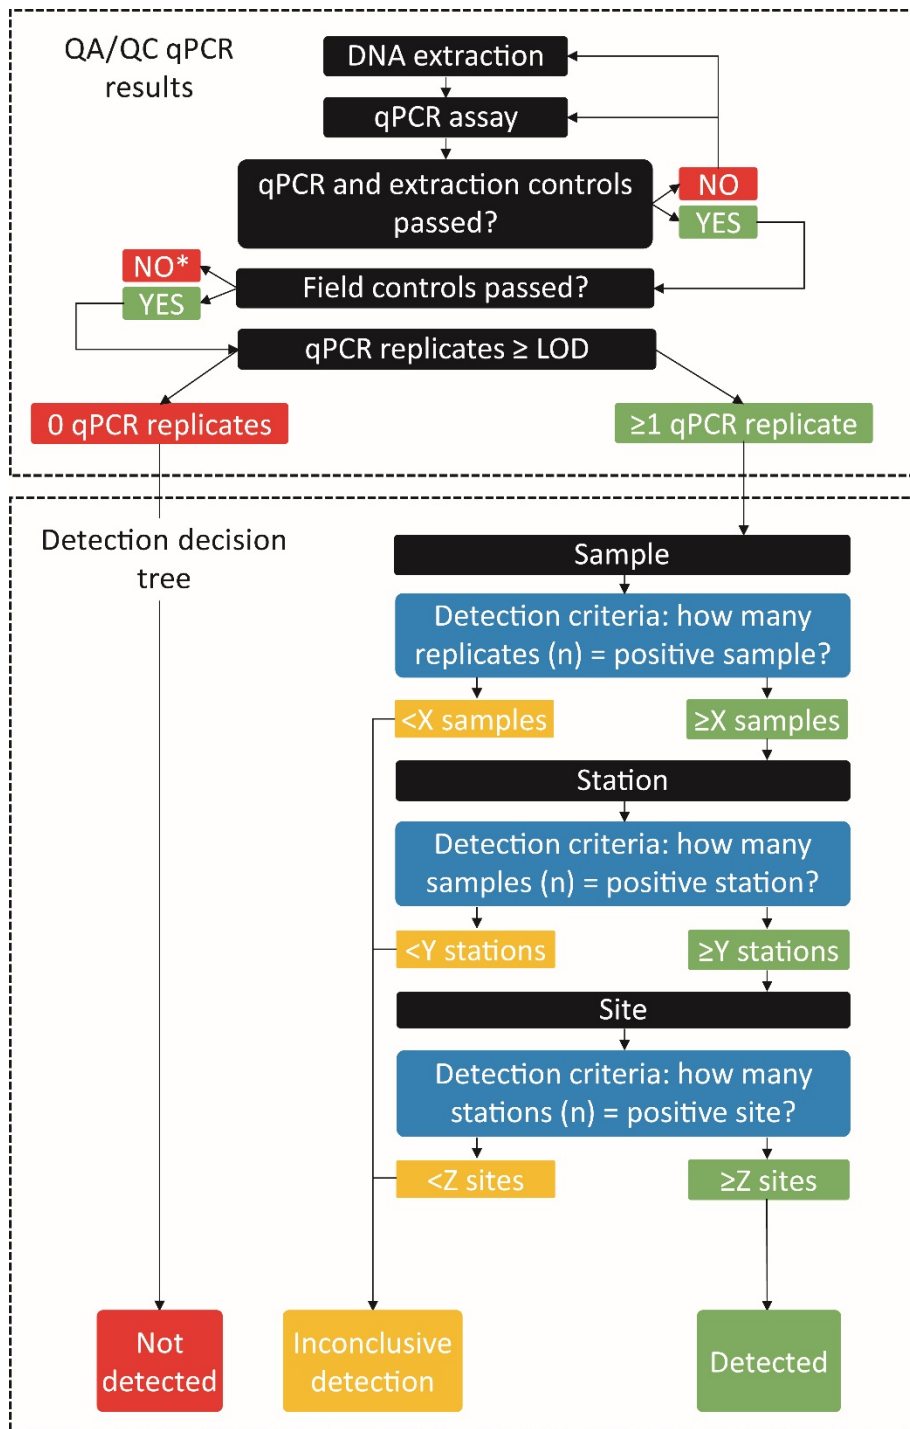 QA/QC qPCR
results
DNA extraction
qPCR assay
qPCR and extraction controls
passed?
NO
YES
NO*
YES
Field controls passed?
qPCR replicates ≥ LOD
0 qPCR replicates
≥1 qPCR replicate
Detection decision
tree
Sample
Detection criteria: how many
replicates (n) = positive sample?
<X samples
≥X samples
Station
Detection criteria: how many
samples (n) = positive station?
<Y stations
≥Y stations
Site
Detection criteria: how many
stations (n) = positive site?
<Z sites
≥Z sites
Not
detected
Inconclusive
detection
Detected